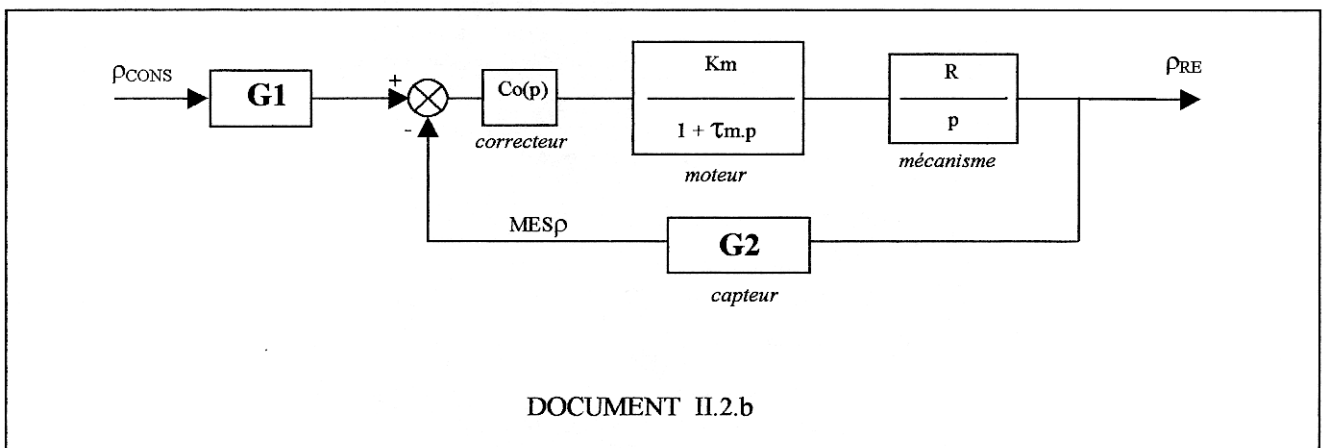 ρCONS
G1
+
-
Co(p)
correcteur
Km
1 + τm.p
moteur
R
p
mécanisme
ρRE
MESρ
G2
capteur
DOCUMENT II.2.b